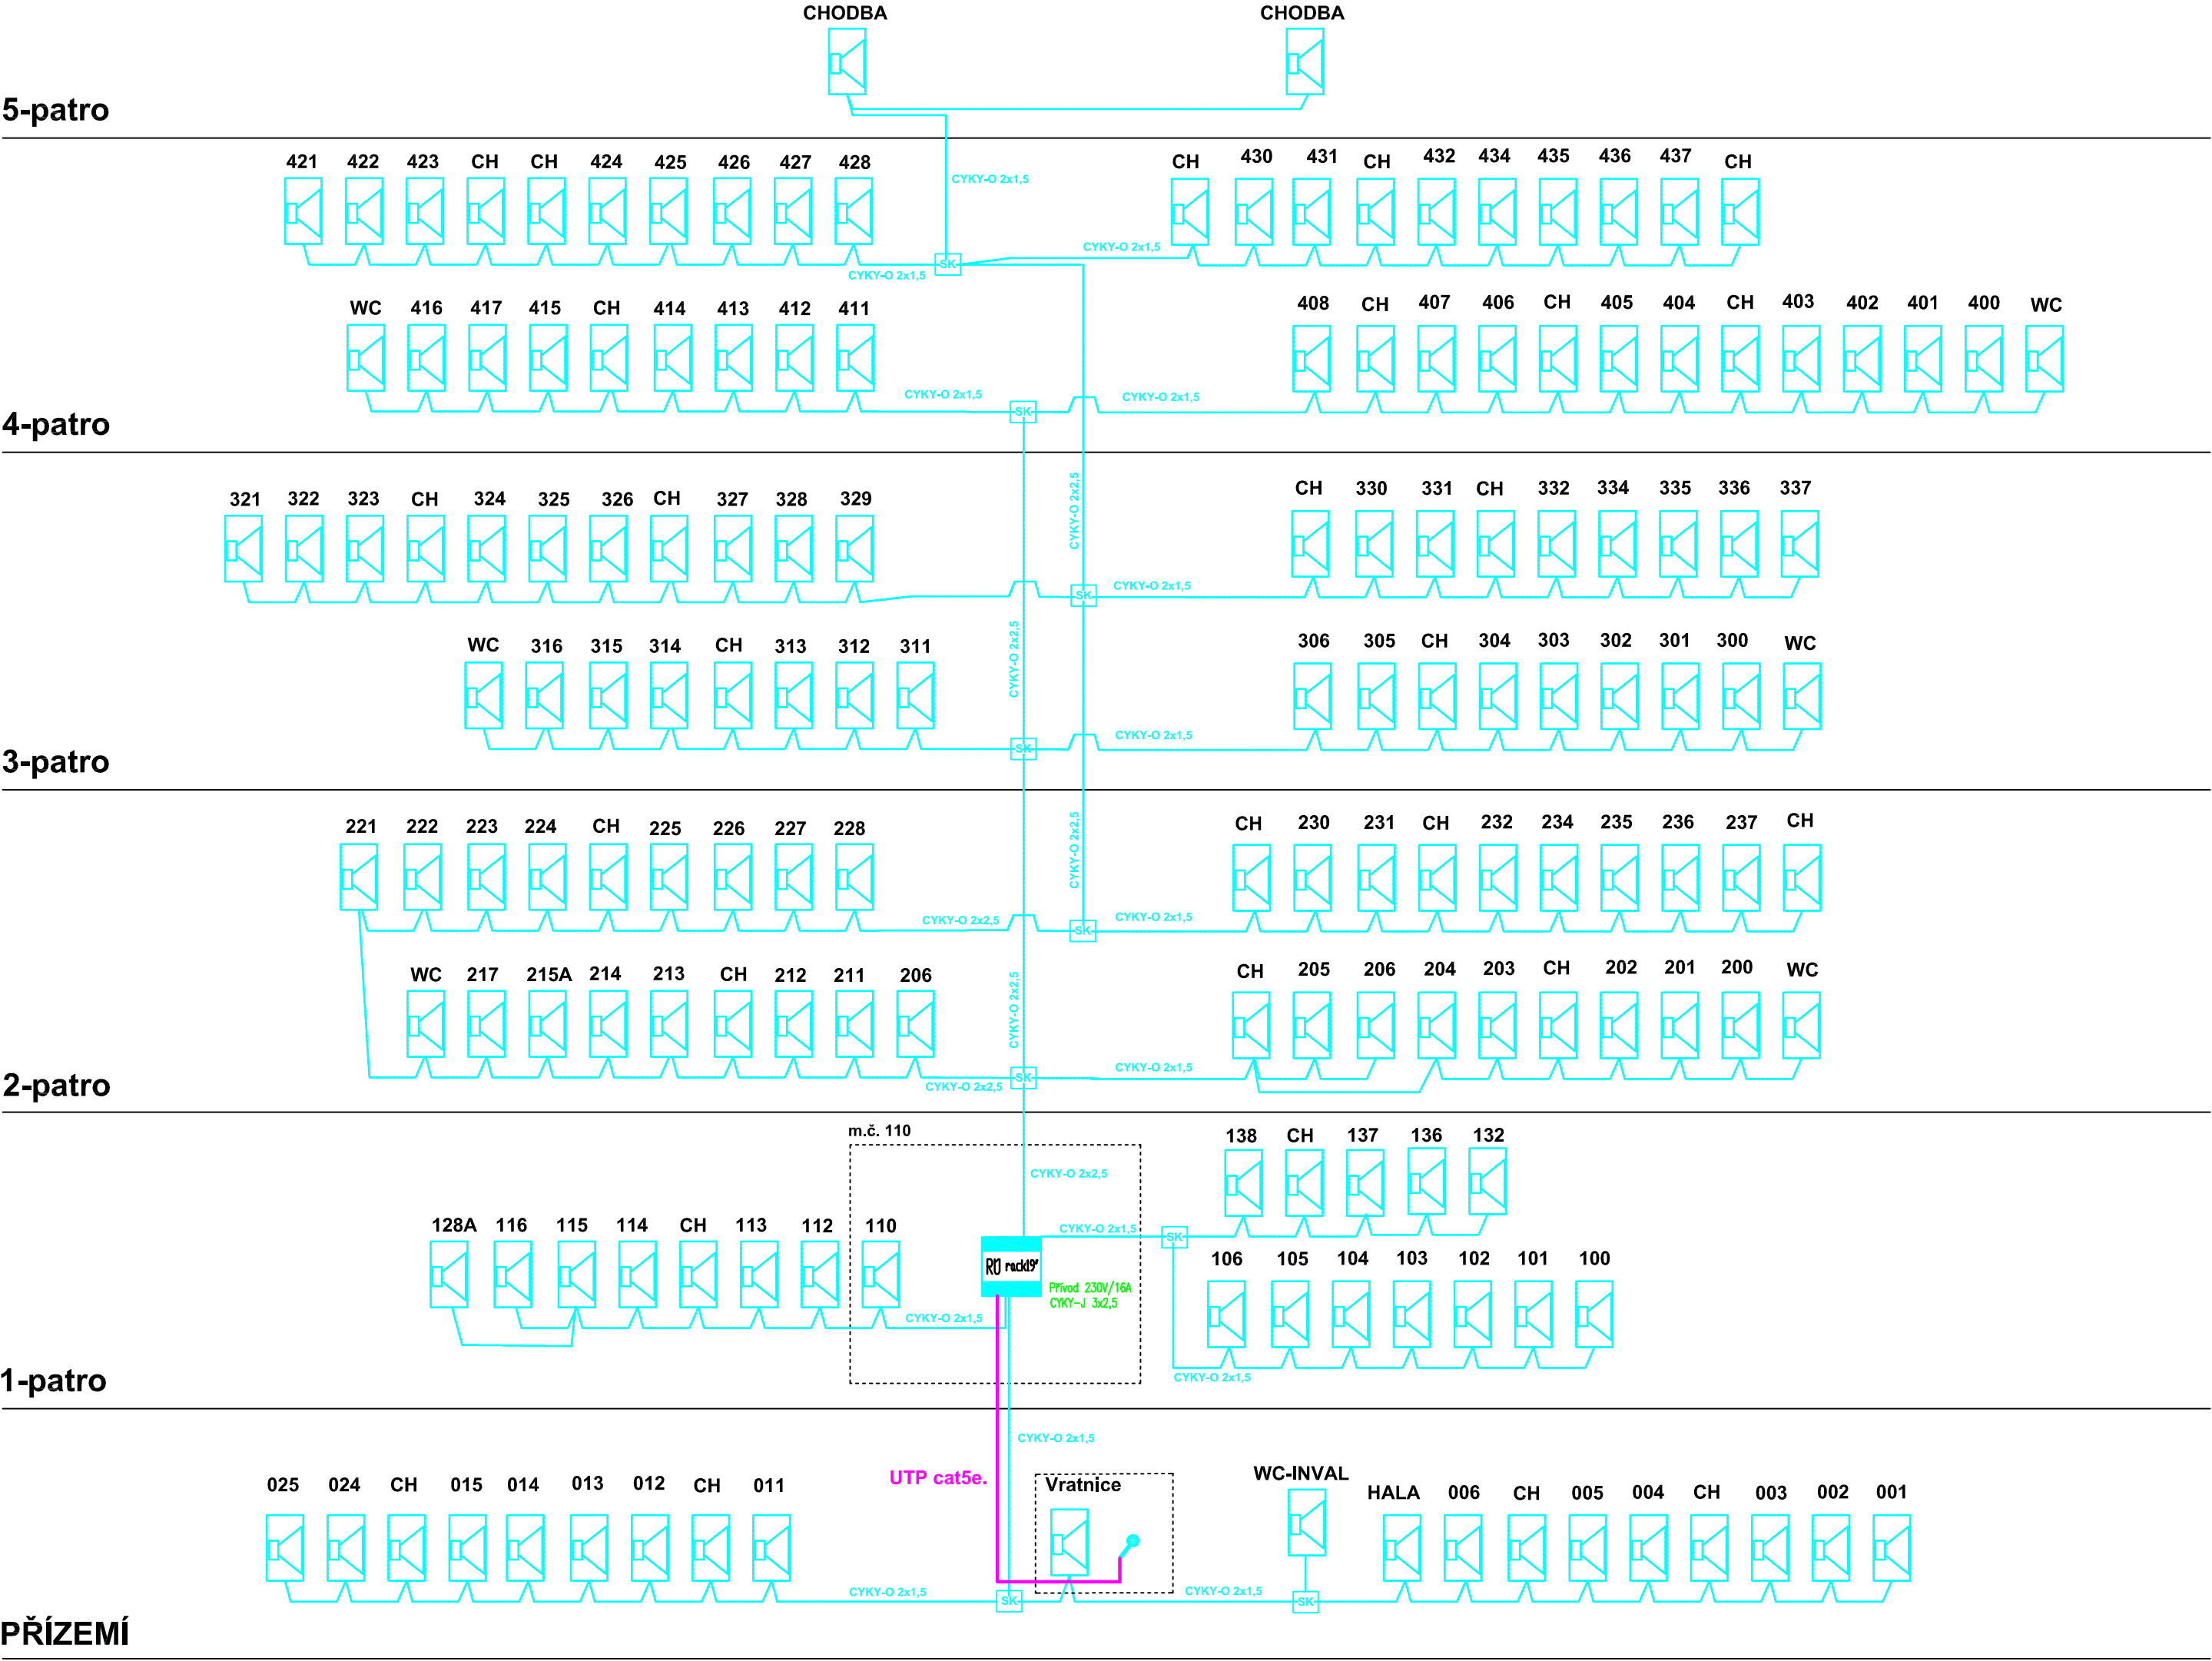 CHODBA CHODBA
5-patro
421 422 423 CH CH 424 425 426 427 428 CH 430 431 CH 432 434 435 436 437 CH
CYKY-O 2x1,5
CYKY-O 2x1,5
SK
CYKY-O 2x1,5
WC 416 417 415 CH 414 413 412 411 408 CH 407 406 CH 405 404 CH 403 402 401 400 WC
CYKY-O 2x1,5 CYKY-O 2x1,5
SK
4-patro
CYKY-O 2x2,5
321 322 323 CH 324 325 326 CH 327 328 329 CH 330 331 CH 332 334 335 336 337
CYKY-O 2x1,5
SK
CYKY-O 2x2,5
WC 316 315 314 CH 313 312 311 306 305 CH 304 303 302 301 300 WC
CYKY-O 2x1,5
SK
3-patro
CYKY-O 2x2,5
221 222 223 224 CH 225 226 227 228 CH 230 231 CH 232 234 235 236 237 CH
CYKY-O 2x2,5 CYKY-O 2x1,5
SK
CYKY-O 2x2,5
WC 217 215A 214 213 CH 212 211 206 CH 205 206 204 203 CH 202 201 200 WC
CYKY-O 2x1,5
SK
CYKY-O 2x2,5
2-patro
m.č. 110
138 CH 137 136 132
CYKY-O 2x2,5
128A 116 115 114 CH 113 112 110
CYKY-O 2x1,5
SK
106 105 104 103 102 101 100
RÚ rack19"
Přívod 230V/16A
CYKY-J 3x2,5
CYKY-O 2x1,5
CYKY-O 2x1,5
1-patro
CYKY-O 2x1,5
UTP cat5e.
Vratnice
WC-INVAL
025 024 CH 015 014 013 012 CH 011 HALA 006 CH 005 004 CH 003 002 001
CYKY-O 2x1,5 CYKY-O 2x1,5
SK SK
PŘÍZEMÍ